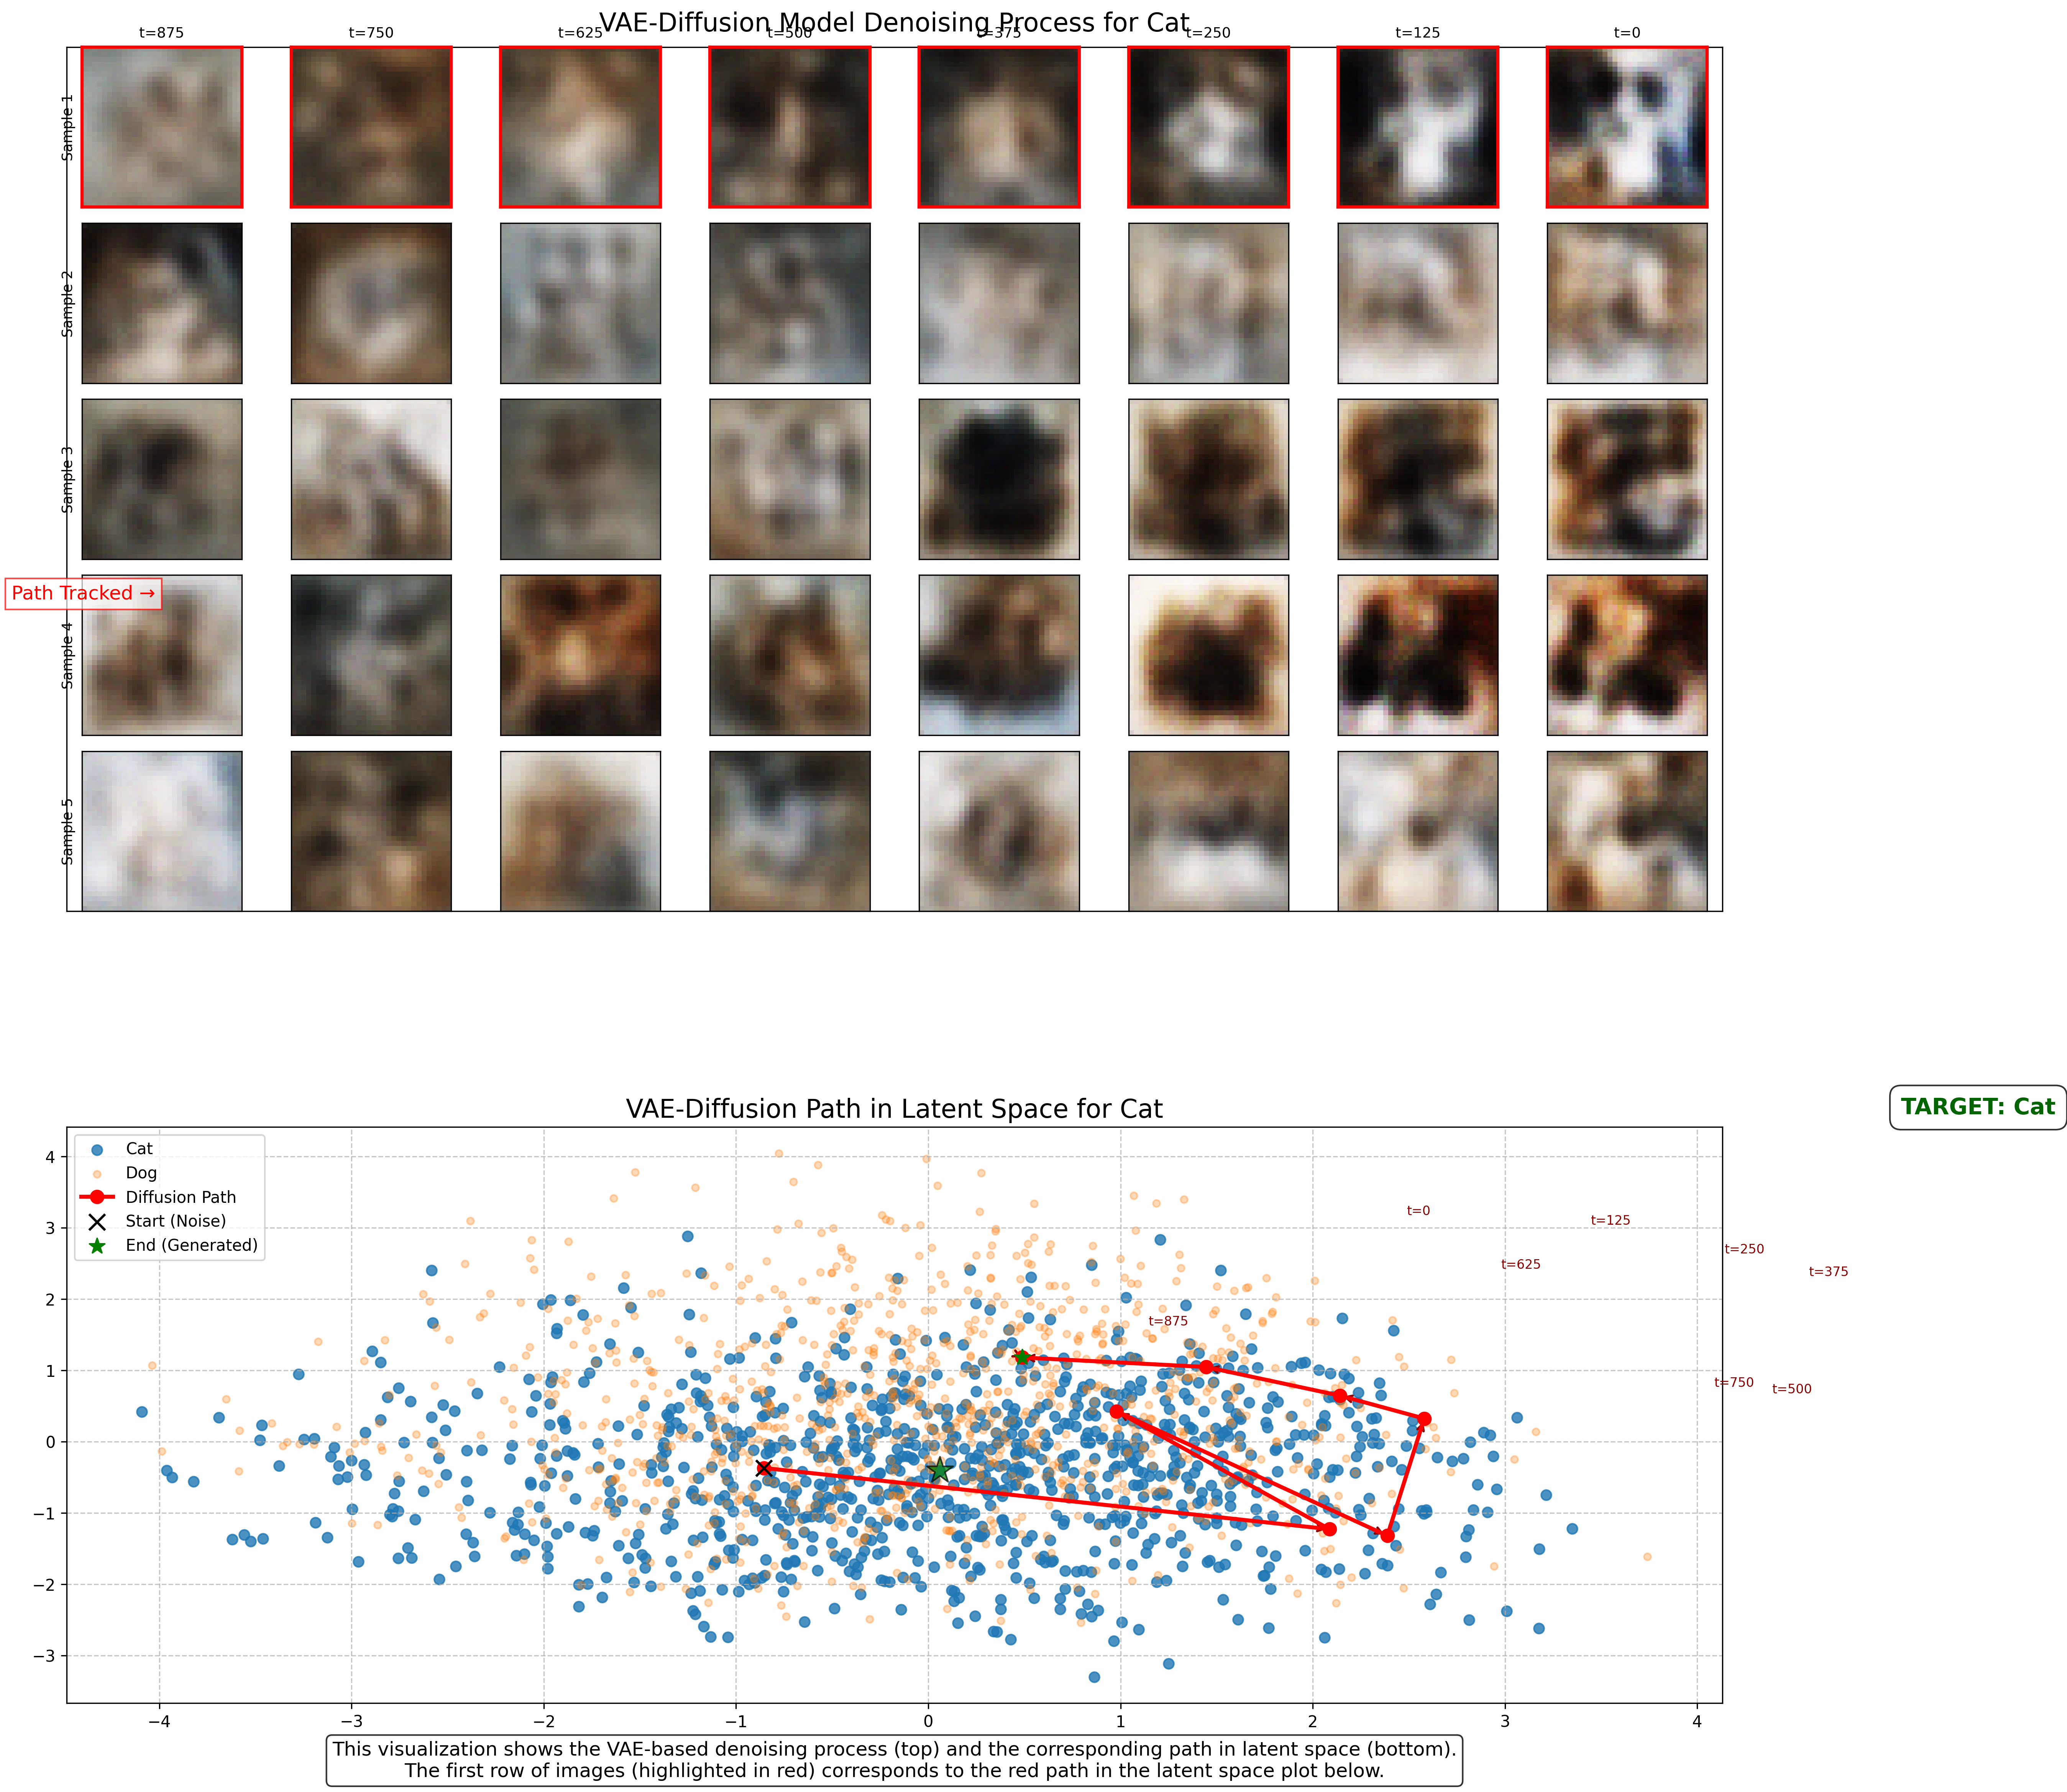 VAE-Diffusion Model Denoising Process for Cat
t=875 t=750 t=625 t=500 t=375 t=250 t=125 t=0
Sample 1
Sample 2
Sample 3
Path Tracked →
Sample 4
Sample 5
VAE-Diffusion Path in Latent Space for Cat
TARGET: Cat
Cat
Dog
Diffusion Path
Start (Noise)
End (Generated)
t=0
t=125
t=250
t=625
t=375
t=875
t=750
t=500
4
3
2
1
0
−1
−2
−3
−4 −3 −2 −1 0 1 2 3 4
This visualization shows the VAE-based denoising process (top) and the corresponding path in latent space (bottom).
The first row of images (highlighted in red) corresponds to the red path in the latent space plot below.